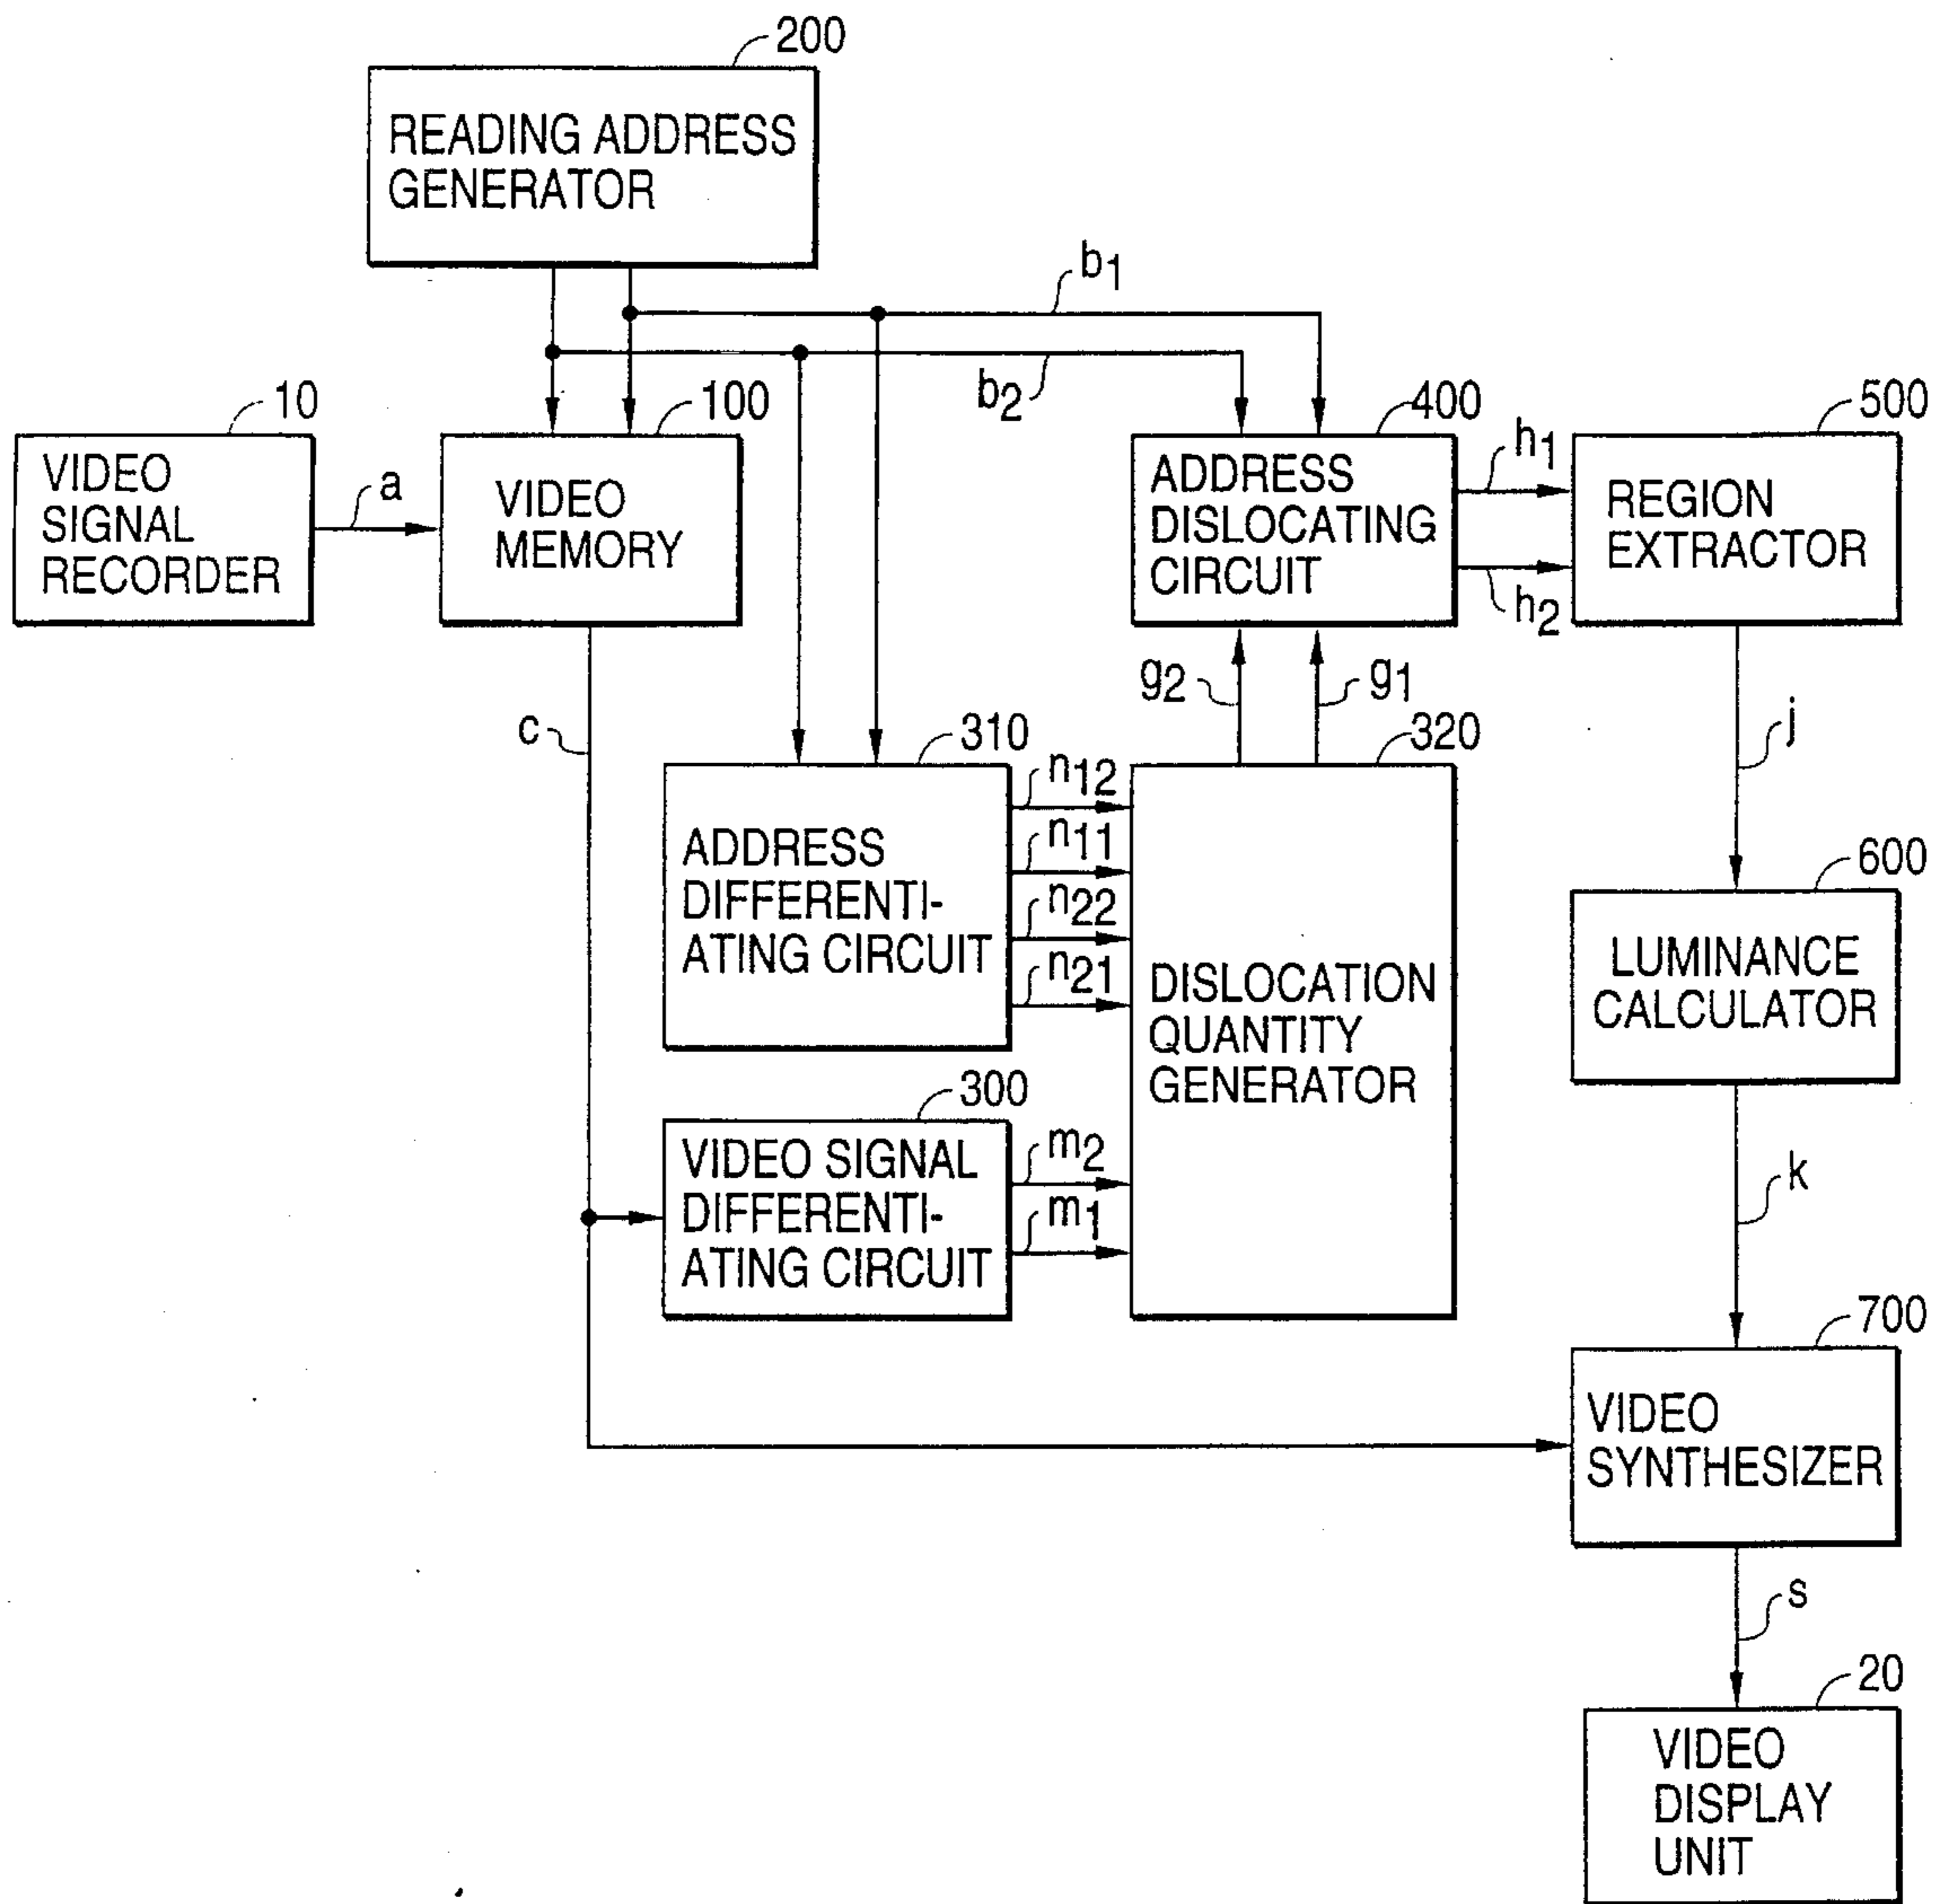 200
READING ADDRESS
GENERATOR
b1
b2
10
100
400
500
VIDEO
SIGNAL
RECORDER
a
VIDEO
MEMORY
ADDRESS
DISLOCATING
CIRCUIT
h1
h2
REGION
EXTRACTOR
c
g2
g1
j
310
320
n12
n11
n22
n21
ADDRESS
DIFFERENTI-
ATING CIRCUIT
DISLOCATION
QUANTITY
GENERATOR
600
LUMINANCE
CALCULATOR
300
VIDEO SIGNAL
DIFFERENTI-
ATING CIRCUIT
m2
m1
k
700
VIDEO
SYNTHESIZER
s
20
VIDEO
DISPLAY
UNIT